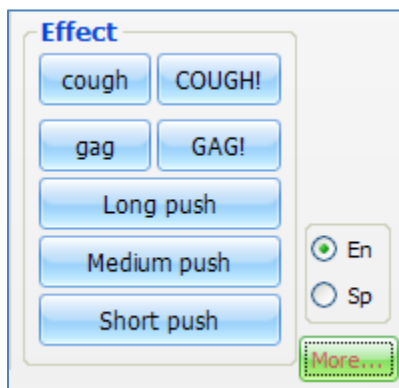 Effect
cough COUGH!
gag GAG!
Long push
Medium push
Short push
En
Sp
More...